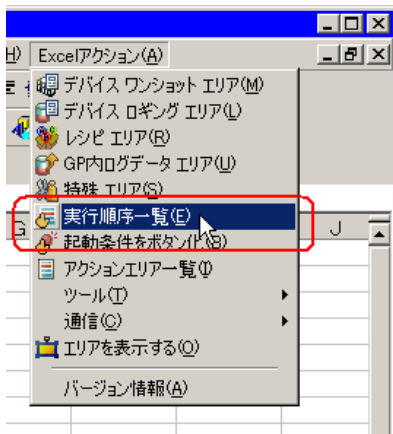 H) Excelアクション(A)
デバイス ワンショット エリア(M)
デバイス ロギング エリア(L)
レシピ エリア(R)
GP内ログデータ エリア(U)
特殊 エリア(S)
実行順序一覧(E)
G J
起動条件をボタン化(B)
アクションエリア一覧(I)
ツール(T)
通信(C)
エリアを表示する(O)
バージョン情報(A)